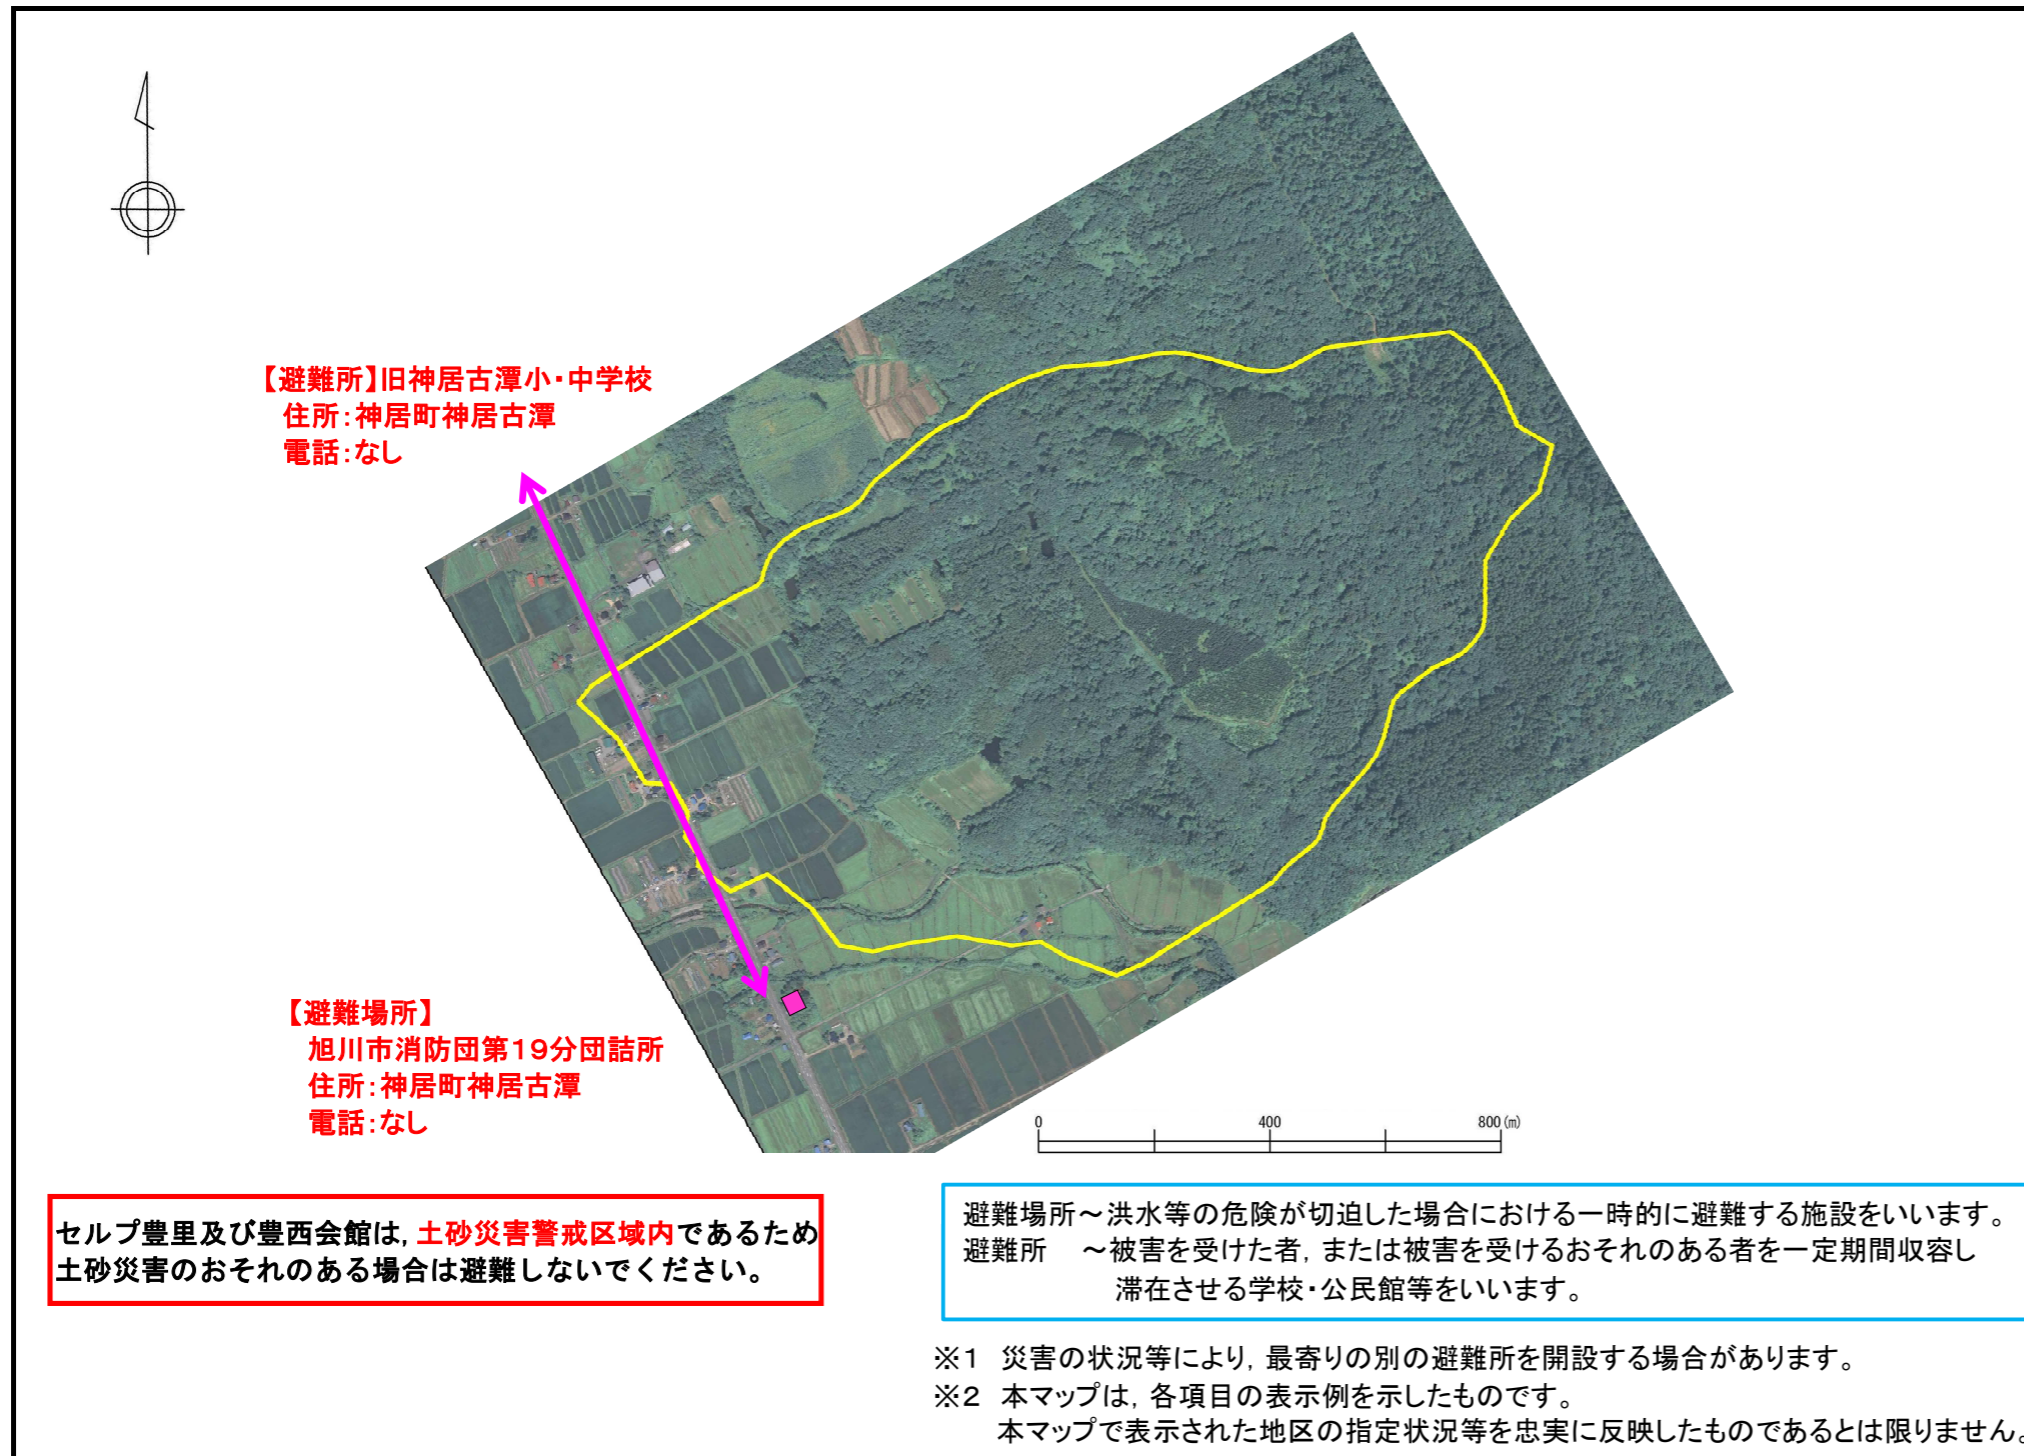 【避難所】旧神居古潭小・中学校
住所：神居町神居古潭
電話：なし
【避難場所】
旭川市消防団第19分団詰所
住所：神居町神居古潭
電話：なし
0 400 800(m)
セルプ豊里及び豊西会館は，土砂災害警戒区域内であるため
土砂災害のおそれのある場合は避難しないでください。
避難場所～洪水等の危険が切迫した場合における一時的に避難する施設をいいます。
避難所　～被害を受けた者，または被害を受けるおそれのある者を一定期間収容し
滞在させる学校・公民館等をいいます。
※１　災害の状況等により，最寄りの別の避難所を開設する場合があります。
※２　本マップは，各項目の表示例を示したものです。
本マップで表示された地区の指定状況等を忠実に反映したものであるとは限りません。